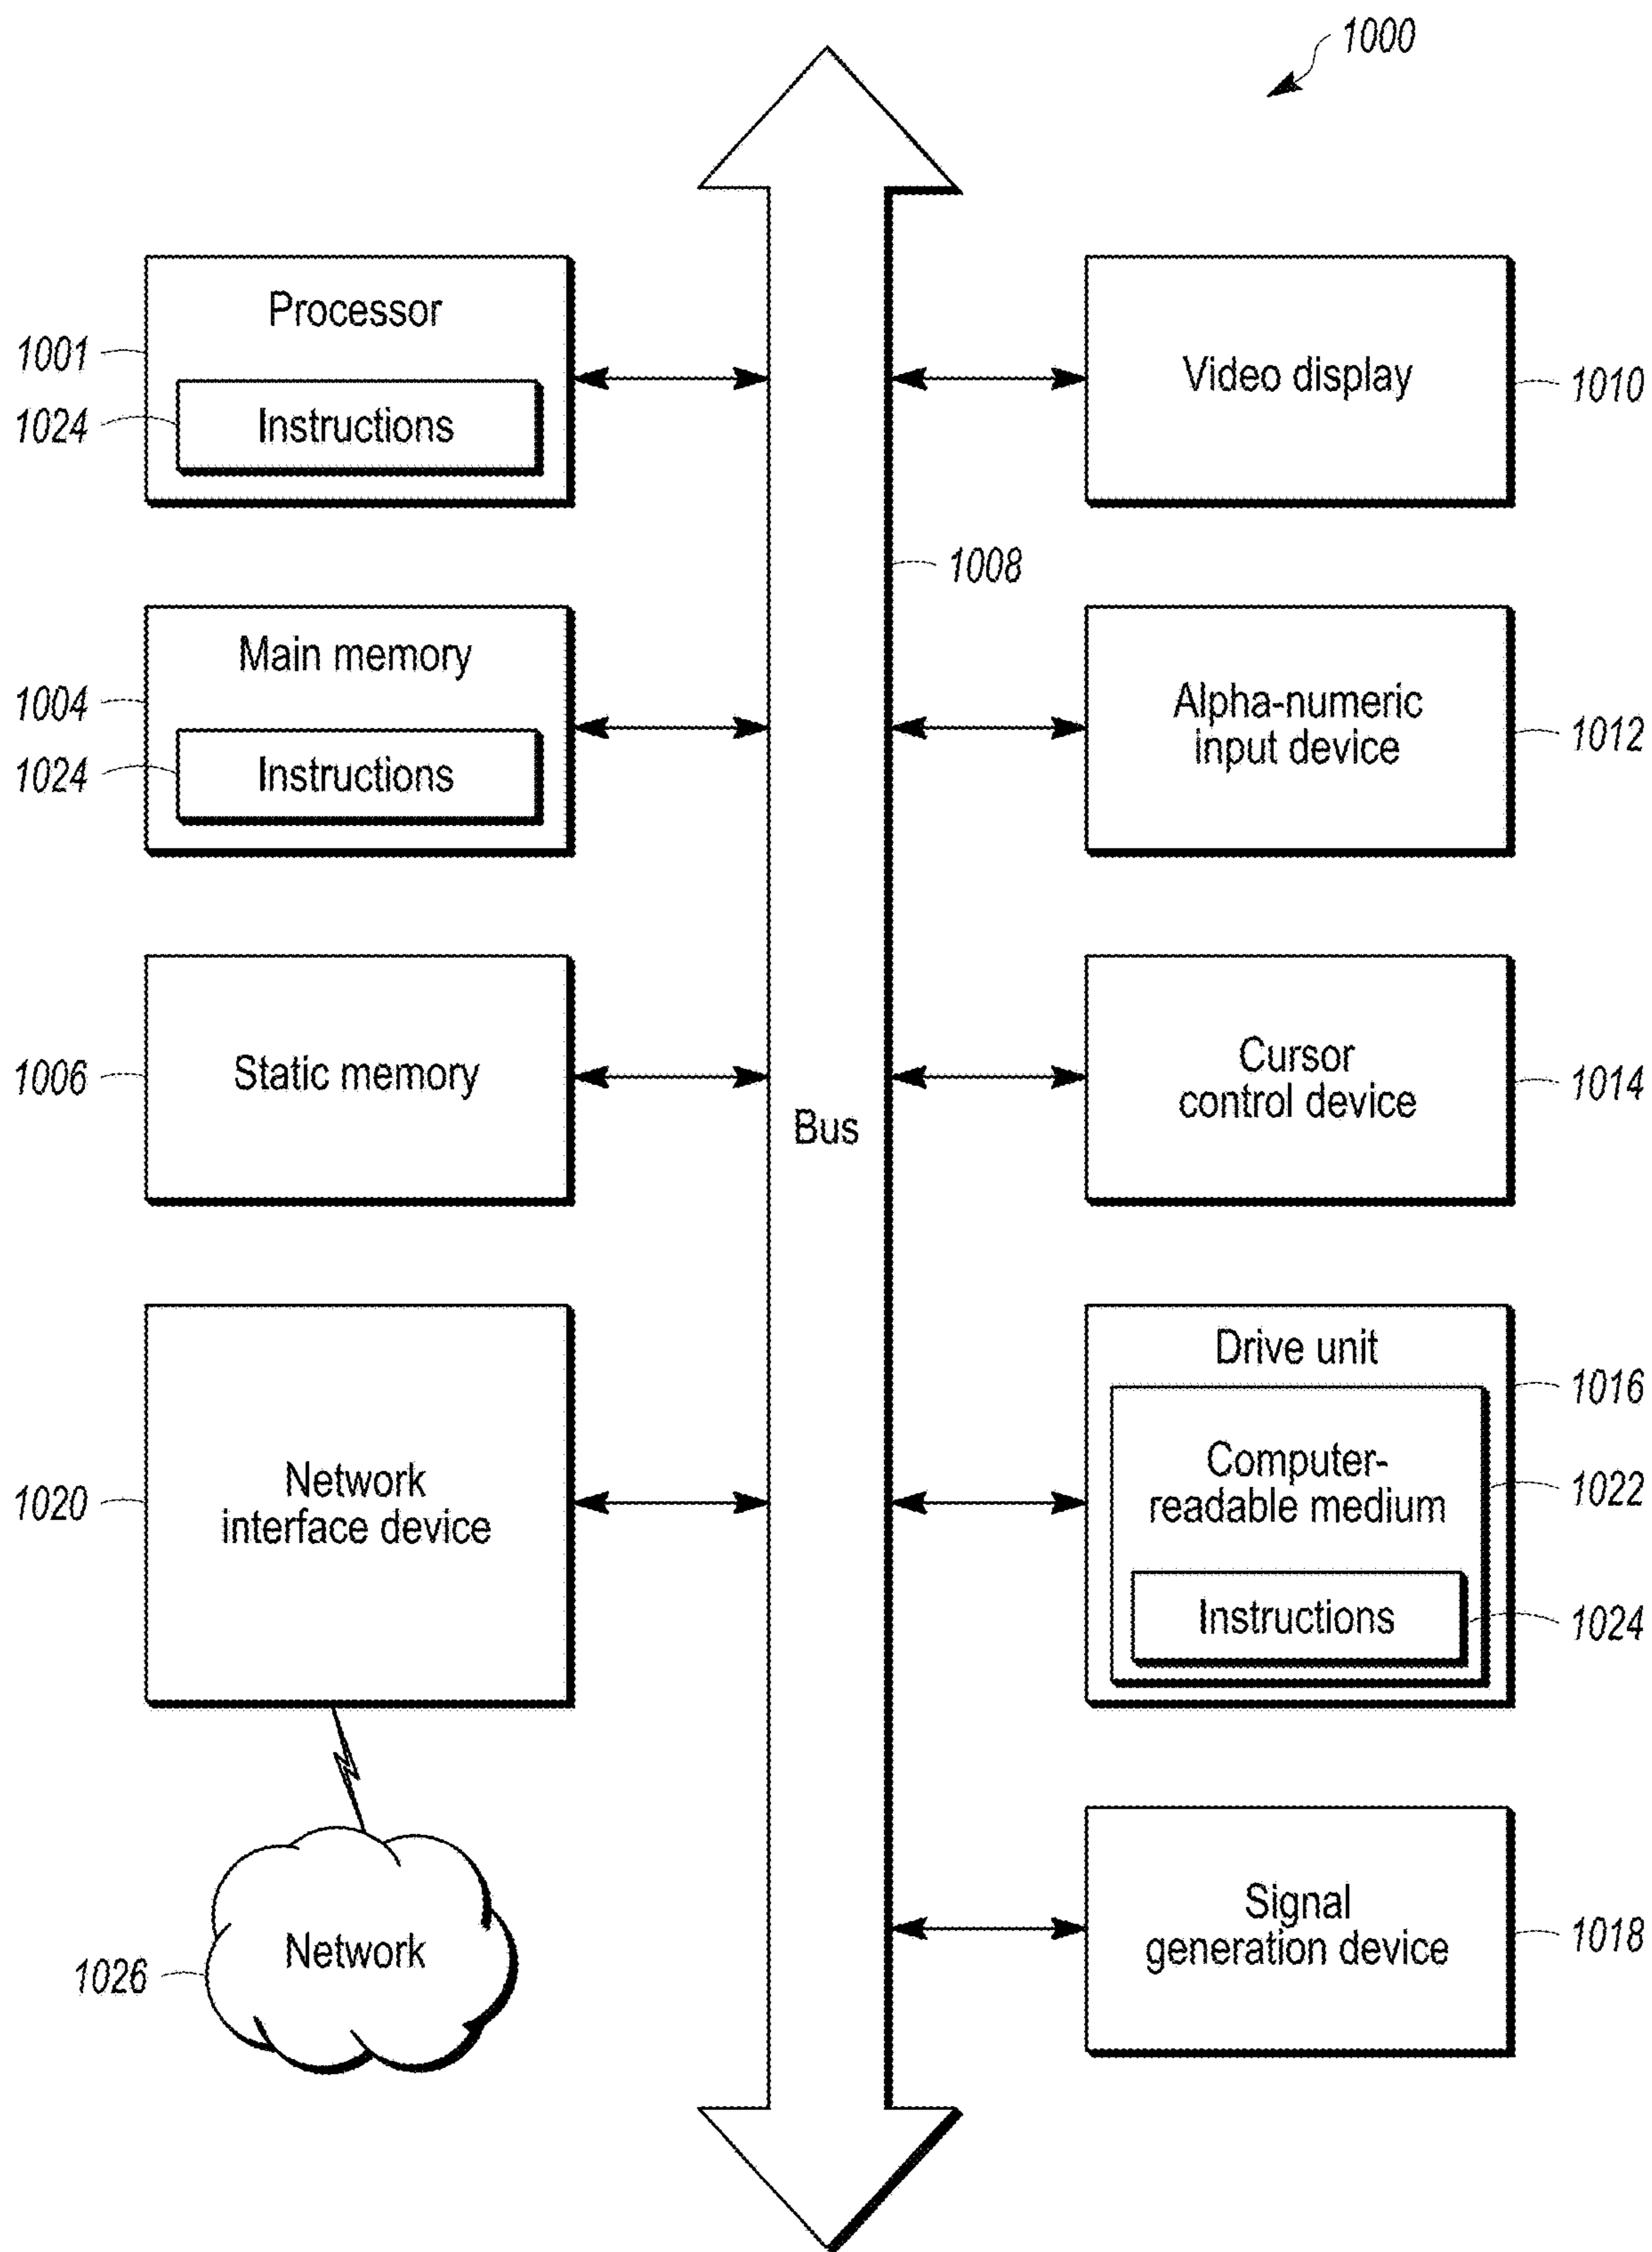 1000
Processor
1001
1024
Instructions
Video display
1010
1008
Main memory
1004
1024
Instructions
Alpha-numeric
input device
1012
Static memory
1006
Cursor
control device
1014
Bus
Network
interface device
1020
Drive unit
1016
Computer-
readable medium
1022
Instructions
1024
Network
1026
Signal
generation device
1018